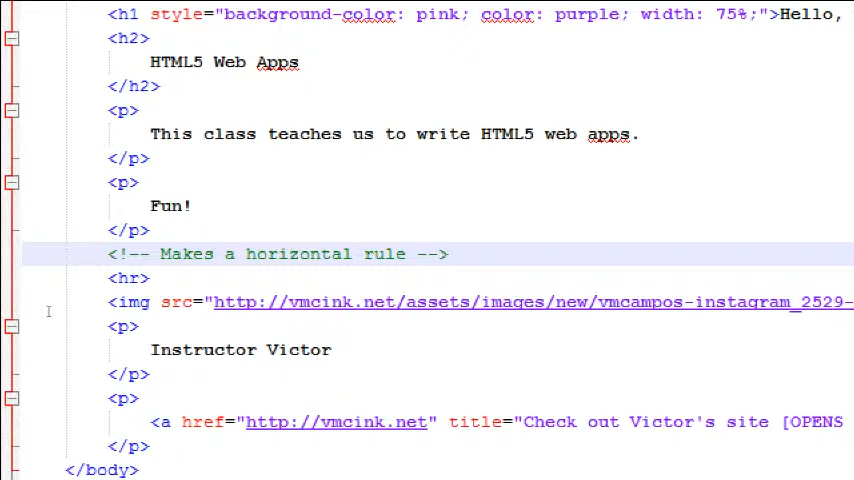 <h1 style="background-color: pink; color: purple; width: 75%;">Hello,
<h2>
HTML5 Web Apps
</h2>
<p>
This class teaches us to write HTML5 web apps.
</p>
<p>
Fun!
</p>
<!-- Makes a horizontal rule -->
<hr>
<img src="http://vmcink.net/assets/images/new/vmcampos-instagram_2529-
<p>
Instructor Victor
</p>
<p>
<a href="http://vmcink.net" title="Check out Victor's site [OPENS
</p>
</body>